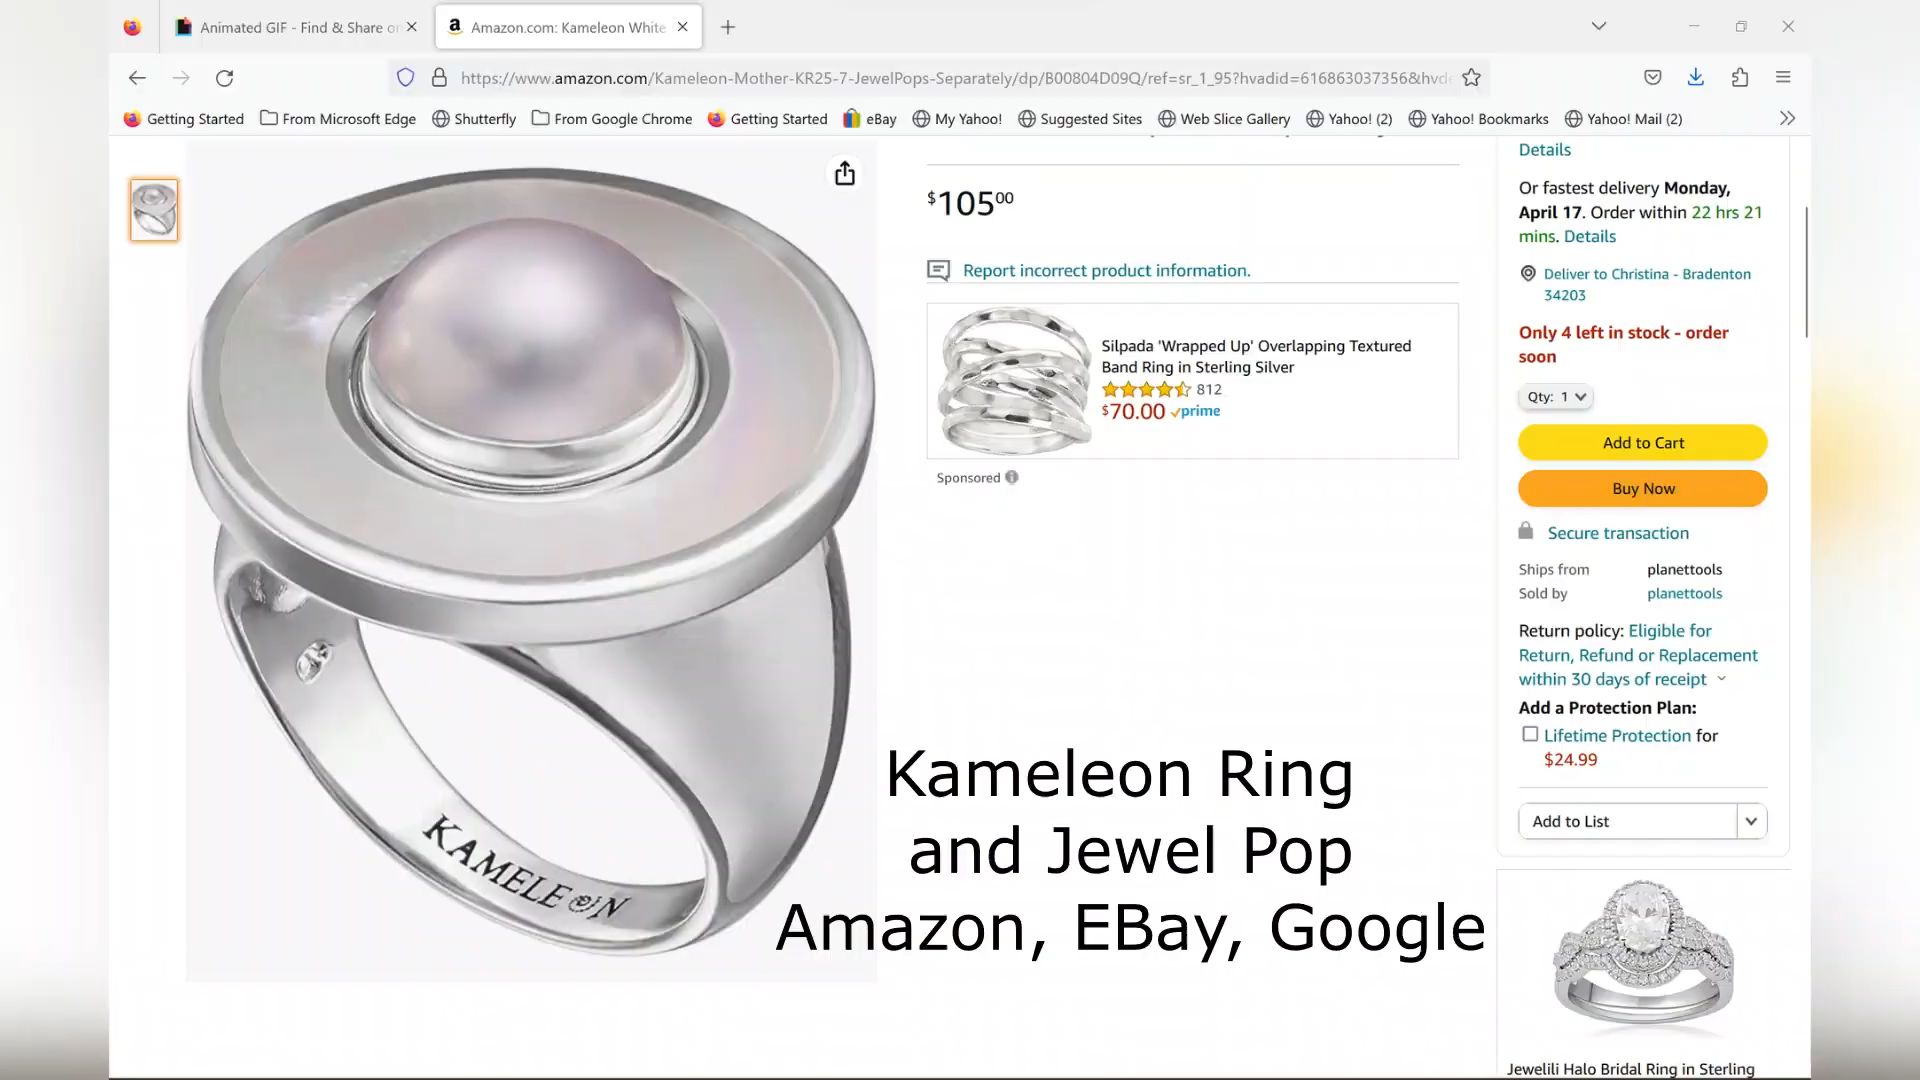 Animated GIF - Find & Share o
Amazon.com: Kameleon White
https://www.amazon.com/Kameleon-Mother-KR25-7-JewelPops-Separately/dp/B00804D09Q/ref=sr_1_95?hvadid=616863037356&hvd
Getting Started
From Microsoft Edge
Shutterfly
From Google Chrome
Getting Started
eBay
My Yahoo!
Suggested Sites
Web Slice Gallery
Yahoo! (2)
Yahoo! Bookmarks
Yahoo! Mail (2)
$10500
Report incorrect product information.
Silpada 'Wrapped Up' Overlapping Textured
Band Ring in Sterling Silver
812
$70.00 prime
Sponsored
KAMELEON
Kameleon Ring
and Jewel Pop
Amazon, EBay, Google
Details
Or fastest delivery Monday,
April 17. Order within 22 hrs 21
mins. Details
Deliver to Christina - Bradenton
34203
Only 4 left in stock - order
soon
Qty: 1
Add to Cart
Buy Now
Secure transaction
Ships from planettools
Sold by planettools
Return policy: Eligible for
Return, Refund or Replacement
within 30 days of receipt
Add a Protection Plan:
Lifetime Protection for
$24.99
Add to List
Jewelili Halo Bridal Ring in Sterling